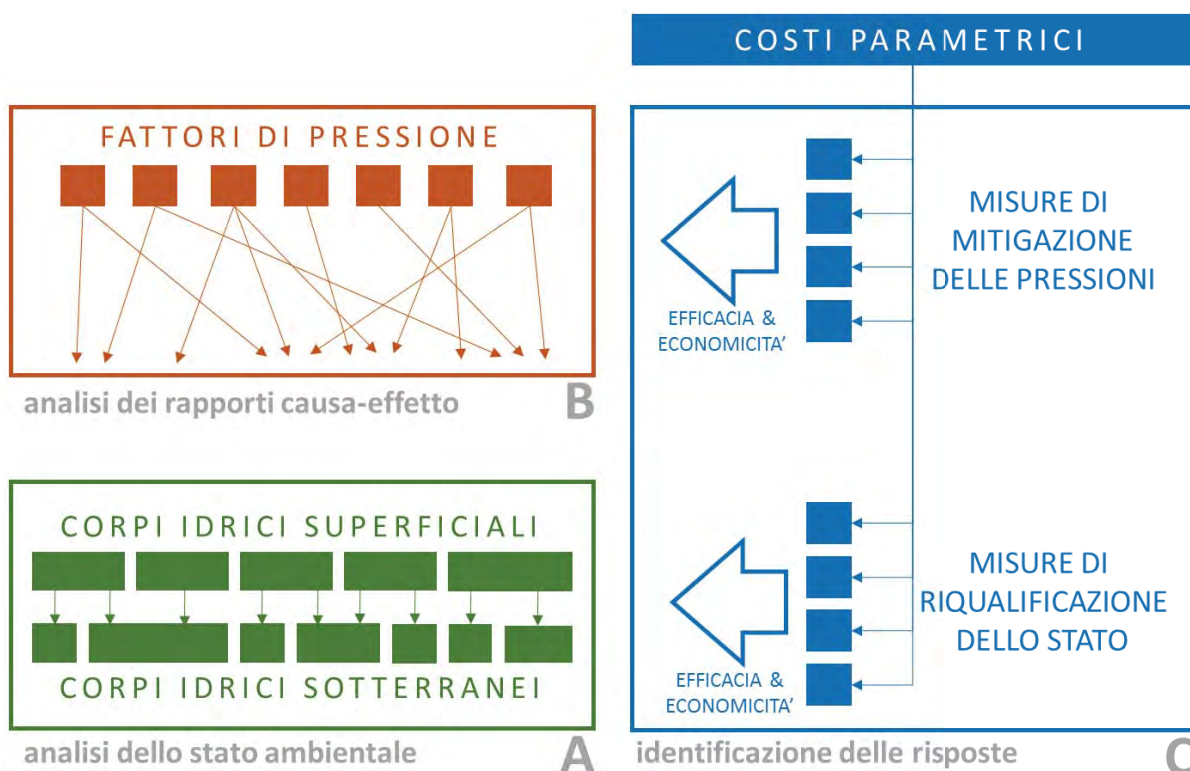 COSTI PARAMETRICI
FATTORI DI PRESSIONE
analisi dei rapporti causa-effetto
B
CORPI IDRICI SUPERFICIALI
CORPI IDRICI SOTTERRANEI
analisi dello stato ambientale
A
MISURE DI
MITIGAZIONE
DELLE PRESSIONI
EFFICACIA &
ECONOMICITA’
MISURE DI
RIQUALIFICAZIONE
DELLO STATO
EFFICACIA &
ECONOMICITA’
identificazione delle risposte
C